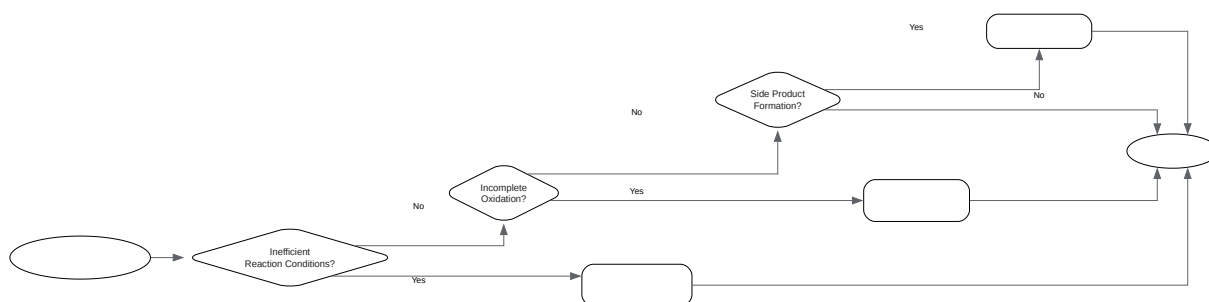 Yes
Side Product
Formation?
No
No
Incomplete
Oxidation?
Yes
No
Inefficient
Reaction Conditions?
Yes